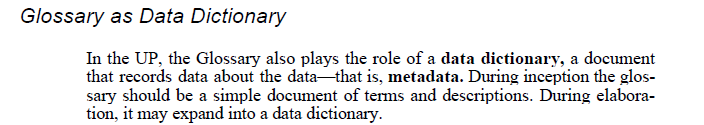 Glossary as Data Dictionary
In the UP, the Glossary also plays the role of a data dictionary, a document
that records data about the data—that is, metadata. During inception the glos-
sary should be a simple document of terms and descriptions. During elabora-
tion, it may expand into a data dictionary.